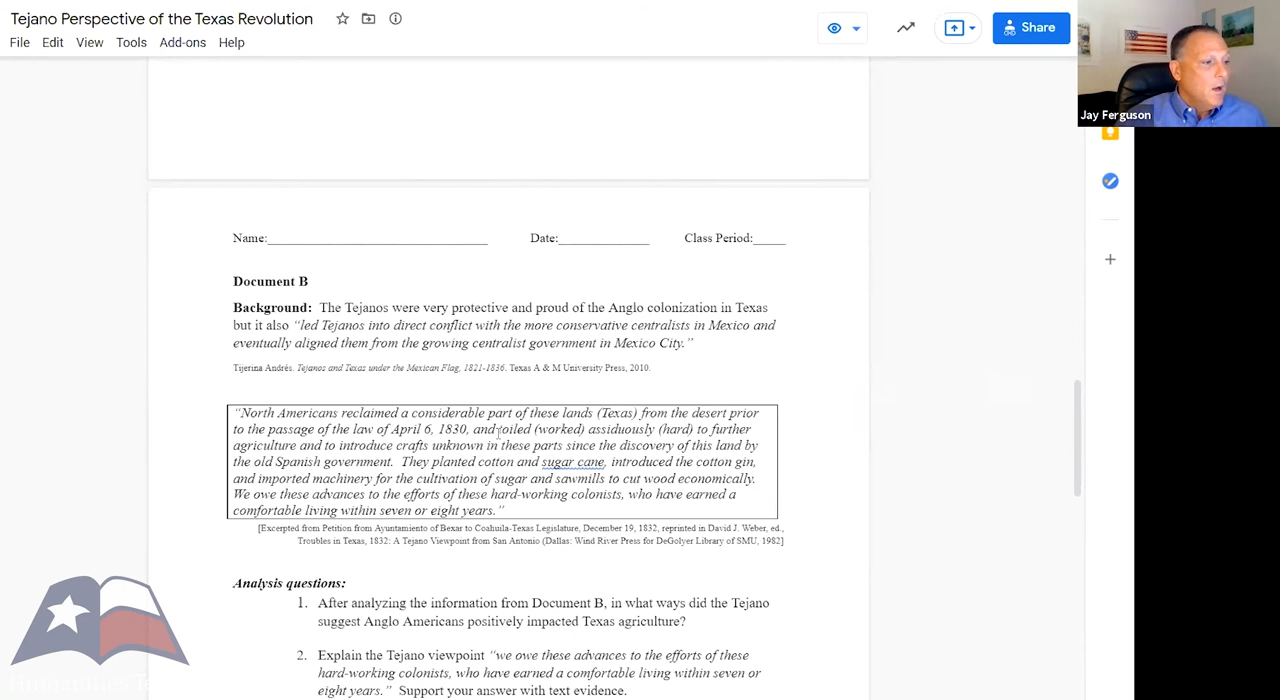 Tejano Perspective of the Texas Revolution
File Edit View Tools Add-ons Help
Share
Jay Ferguson
Name:__________________________________ Date:______________ Class Period:_____
Document B
Background: The Tejanos were very protective and proud of the Anglo colonization in Texas
but it also “led Tejanos into direct conflict with the more conservative centralists in Mexico and
eventually aligned them from the growing centralist government in Mexico City.”
Tijerina Andrés. Tejanos and Texas under the Mexican Flag, 1821-1836. Texas A & M University Press, 2010.
“North Americans reclaimed a considerable part of these lands (Texas) from the desert prior
to the passage of the law of April 6, 1830, and toiled (worked) assiduously (hard) to further
agriculture and to introduce crafts unknown in these parts since the discovery of this land by
the old Spanish government. They planted cotton and sugar cane, introduced the cotton gin,
and imported machinery for the cultivation of sugar and sawmills to cut wood economically.
We owe these advances to the efforts of these hard-working colonists, who have earned a
comfortable living within seven or eight years.”
[Excerpted from Petition from Ayuntamiento of Bexar to Coahuila-Texas Legislature, December 19, 1832, reprinted in David J. Weber, ed.,
Troubles in Texas, 1832: A Tejano Viewpoint from San Antonio (Dallas: Wind River Press for DeGolyer Library of SMU, 1982]
Analysis questions:
1. After analyzing the information from Document B, in what ways did the Tejano
suggest Anglo Americans positively impacted Texas agriculture?
2. Explain the Tejano viewpoint “we owe these advances to the efforts of these
hard-working colonists, who have earned a comfortable living within seven or
eight years.” Support your answer with text evidence.